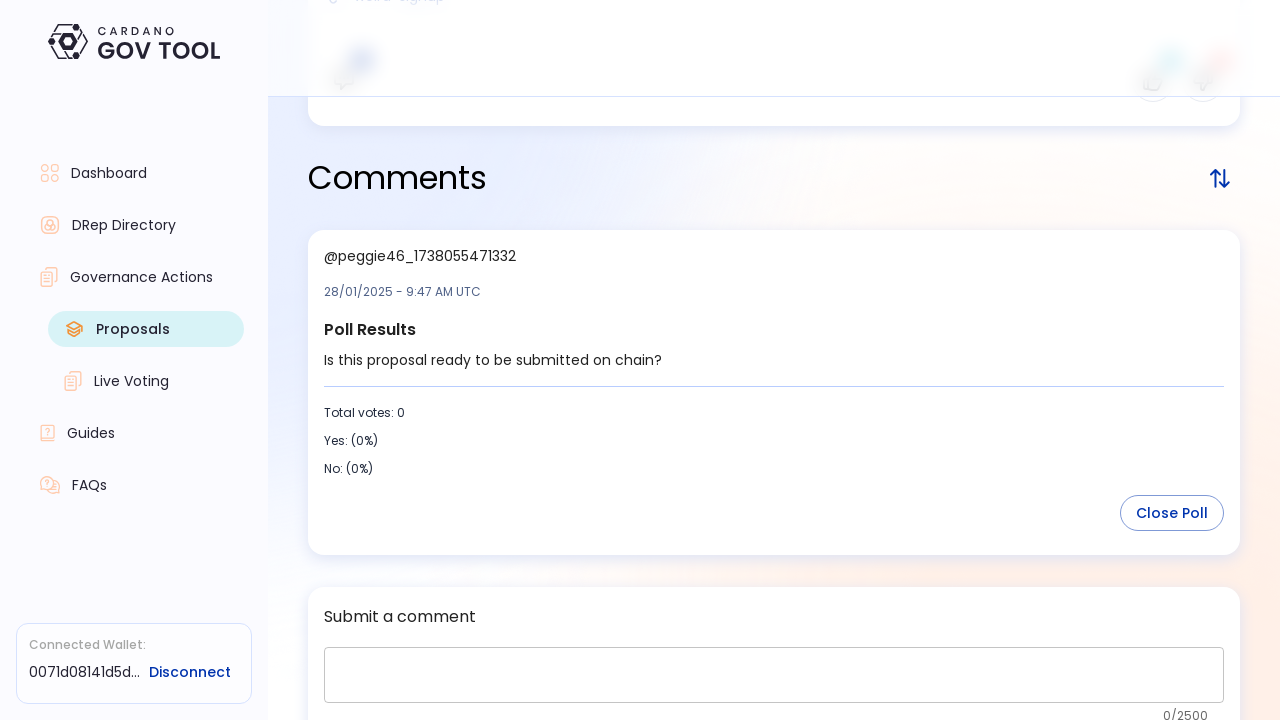 CARDANO
GOV TOOL
Dashboard
DRep Directory
Governance Actions
Proposals
Live Voting
Guides
FAQs
Connected Wallet:
0071d08141d5d... Disconnect
Comments
@peggie46_1738055471332
28/01/2025 - 9:47 AM UTC
Poll Results
Is this proposal ready to be submitted on chain?
Total votes: 0
Yes: (0%)
No: (0%)
Close Poll
Submit a comment
0/2500